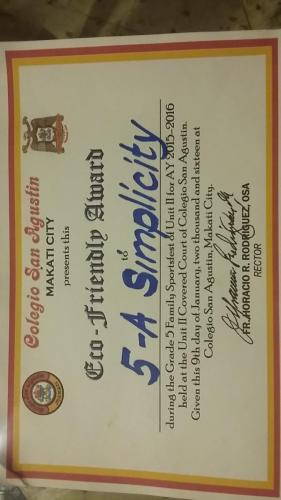 Colegio San Agustin
MAKATI CITY
presents this
Eco-Friendly Award
to
5-A Simplicity
during the Grade 5 Family Sportsfest of Unit II for AY 2015-2016
held at the Unit II Covered Court of Colegio San Agustin.
Given this 9th day of January, two thousand and sixteen at
Colegio San Agustin, Makati City.
FR. HORACIO R. RODRIGUEZ, OSA
RECTOR